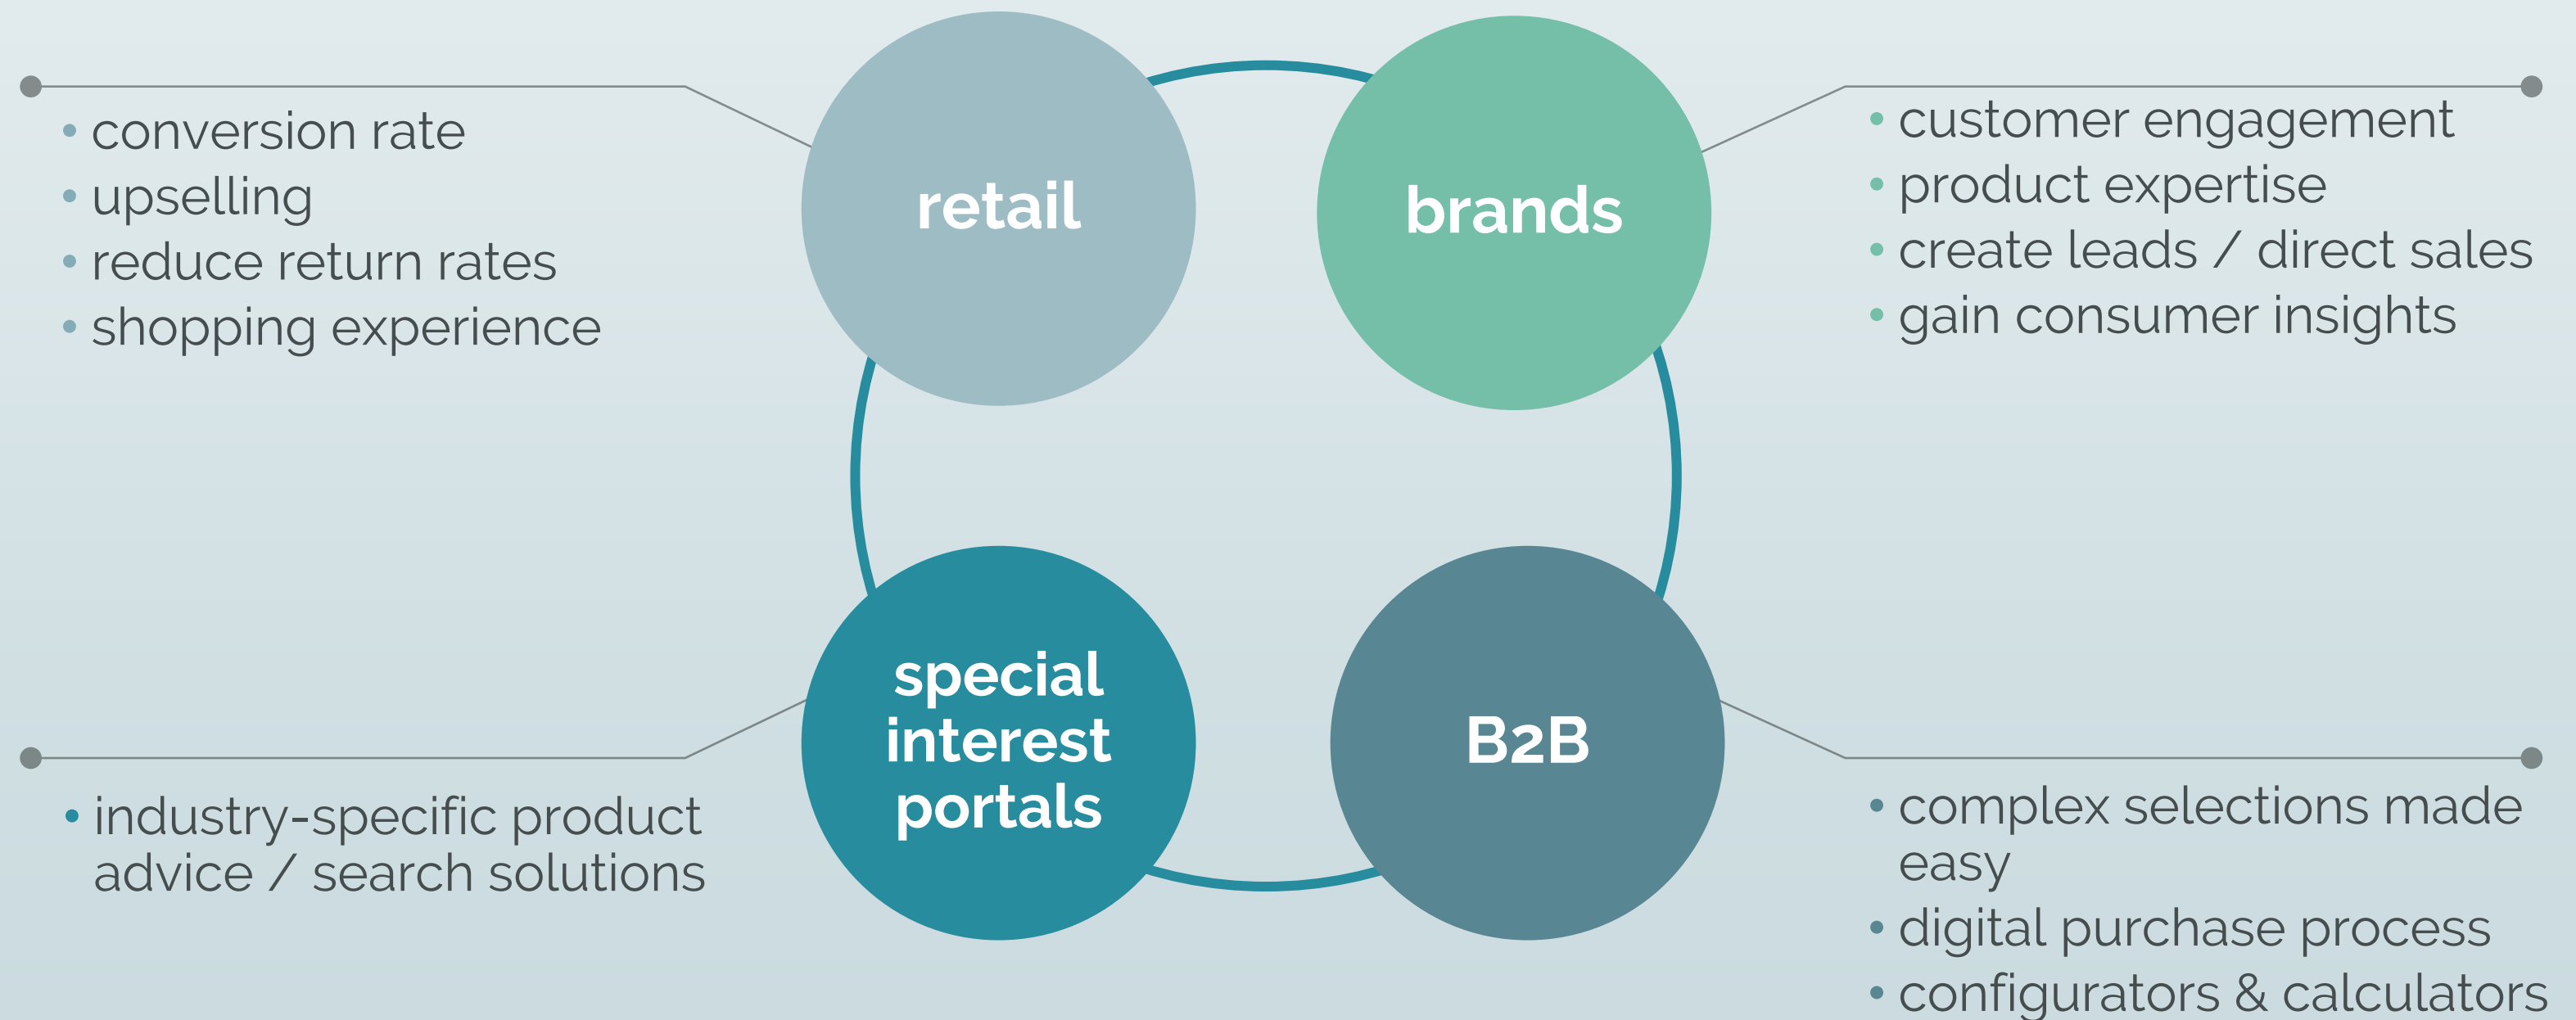 retail
• conversion rate
• upselling
• reduce return rates
• shopping experience
brands
• customer engagement
• product expertise
• create leads / direct sales
• gain consumer insights
special
interest
portals
• industry-specific product
advice / search solutions
B2B
• complex selections made
easy
• digital purchase process
• configurators & calculators